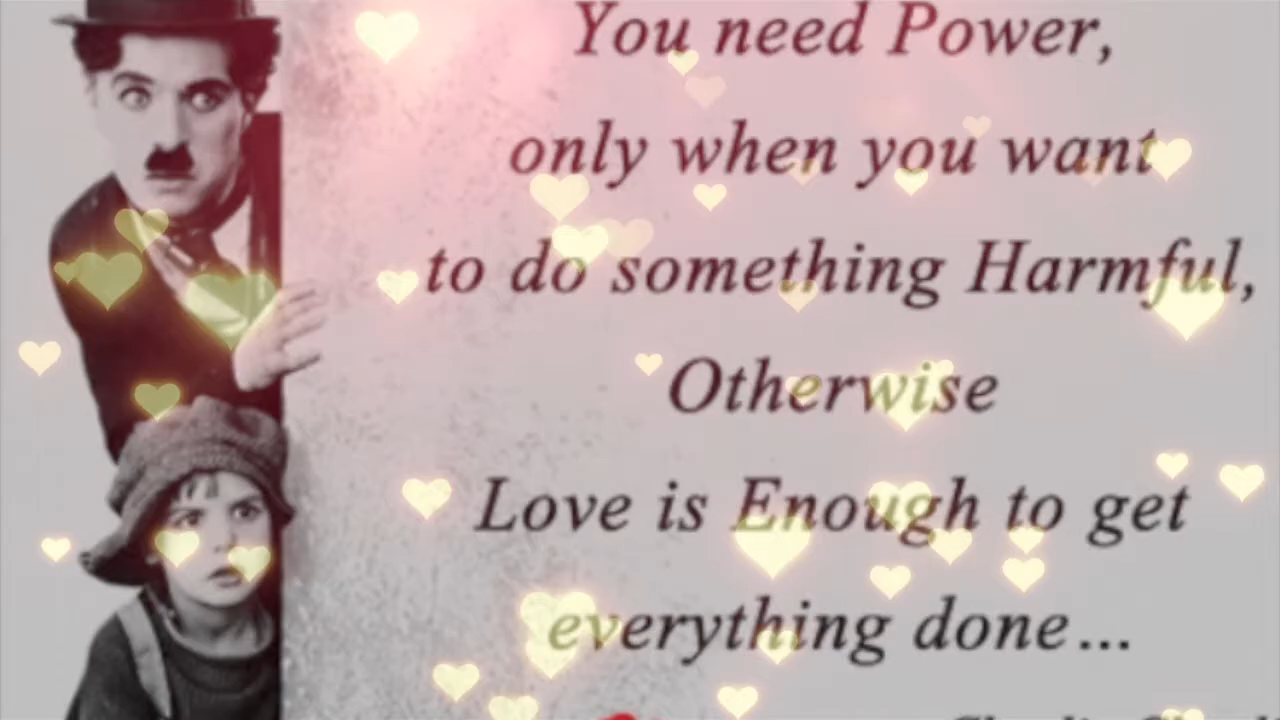 You need Power,
only when you want
to do something Harmful,
Otherwise
Love is Enough to get
everything done...